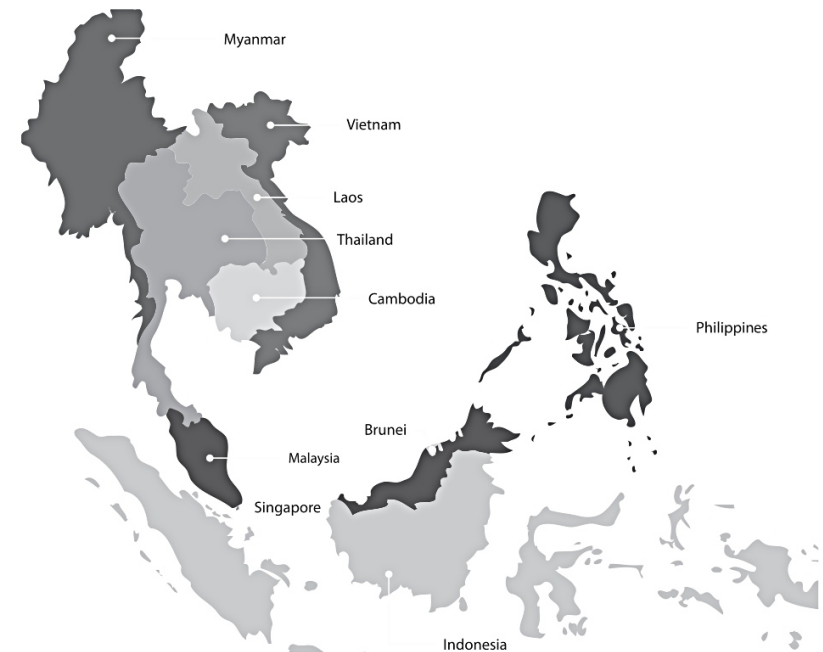 Myanmar
Vietnam
Laos
Thailand
Cambodia
Philippines
Brunei
Malaysia
Singapore
Indonesia